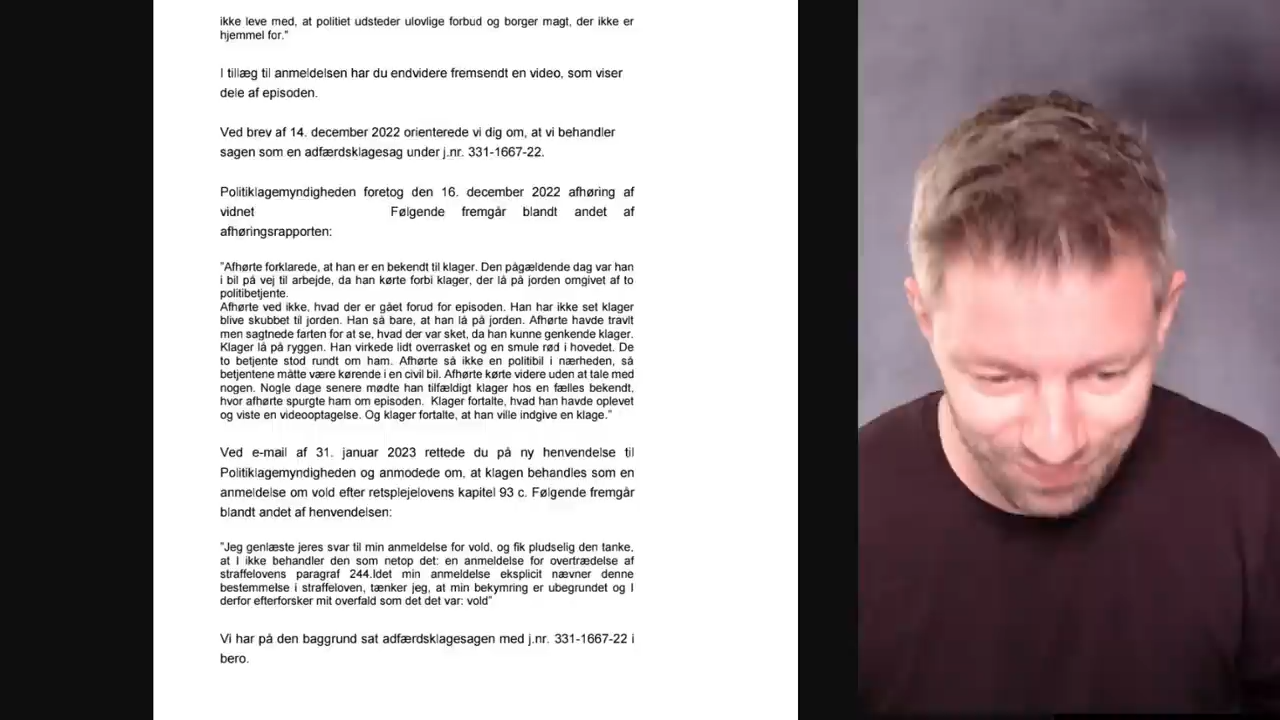 ikke leve med, at politiet udsteder ulovlige forbud og borger magt, der ikke er
hjemmel for."
I tillæg til anmeldelsen har du endvidere fremsendt en video, som viser
dele af episoden.
Ved brev af 14. december 2022 orienterede vi dig om, at vi behandler
sagen som en adfærdsklagesag under j.nr. 331-1667-22.
Politiklagemyndigheden foretog den 16. december 2022 afhøring af
vidnet Følgende fremgår blandt andet af
afhøringsrapporten:
"Afhørte forklarede, at han er en bekendt til klager. Den pågældende dag var han
i bil på vej til arbejde, da han kørte forbi klager, der lå på jorden omgivet af to
politibetjente.
Afhørte ved ikke, hvad der er gået forud for episoden. Han har ikke set klager
blive skubbet til jorden. Han så bare, at han lå på jorden. Afhørte havde travlt
men sagtnede farten for at se, hvad der var sket, da han kunne genkende klager.
Klager lå på ryggen. Han virkede lidt overrasket og en smule rød i hovedet. De
to betjente stod rundt om ham. Afhørte så ikke en politibil i nærheden, så
betjentene måtte være kørende i en civil bil. Afhørte kørte videre uden at tale med
nogen. Nogle dage senere mødte han tilfældigt klager hos en fælles bekendt,
hvor afhørte spurgte ham om episoden. Klager fortalte, hvad han havde oplevet
og viste en videooptagelse. Og klager fortalte, at han ville indgive en klage."
Ved e-mail af 31. januar 2023 rettede du på ny henvendelse til
Politiklagemyndigheden og anmodede om, at klagen behandles som en
anmeldelse om vold efter retsplejelovens kapitel 93 c. Følgende fremgår
blandt andet af henvendelsen:
"Jeg genlæste jeres svar til min anmeldelse for vold, og fik pludselig den tanke,
at I ikke behandler den som netop det: en anmeldelse for overtrædelse af
straffelovens paragraf 244.Idet min anmeldelse eksplicit nævner denne
bestemmelse i straffeloven, tænker jeg, at min bekymring er ubegrundet og I
derfor efterforsker mit overfald som det det var: vold"
Vi har på den baggrund sat adfærdsklagesagen med j.nr. 331-1667-22 i
bero.